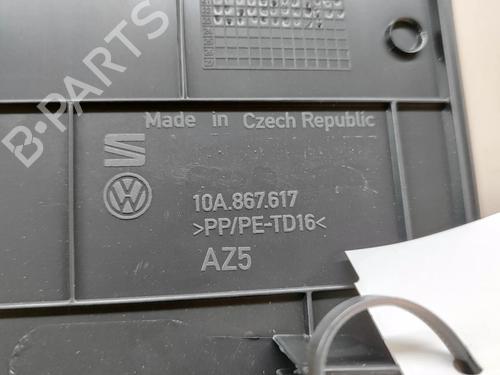 B-PARTS
Made in Czech Republic
10A.867.617
>PP/PE-TD16<
AZ5